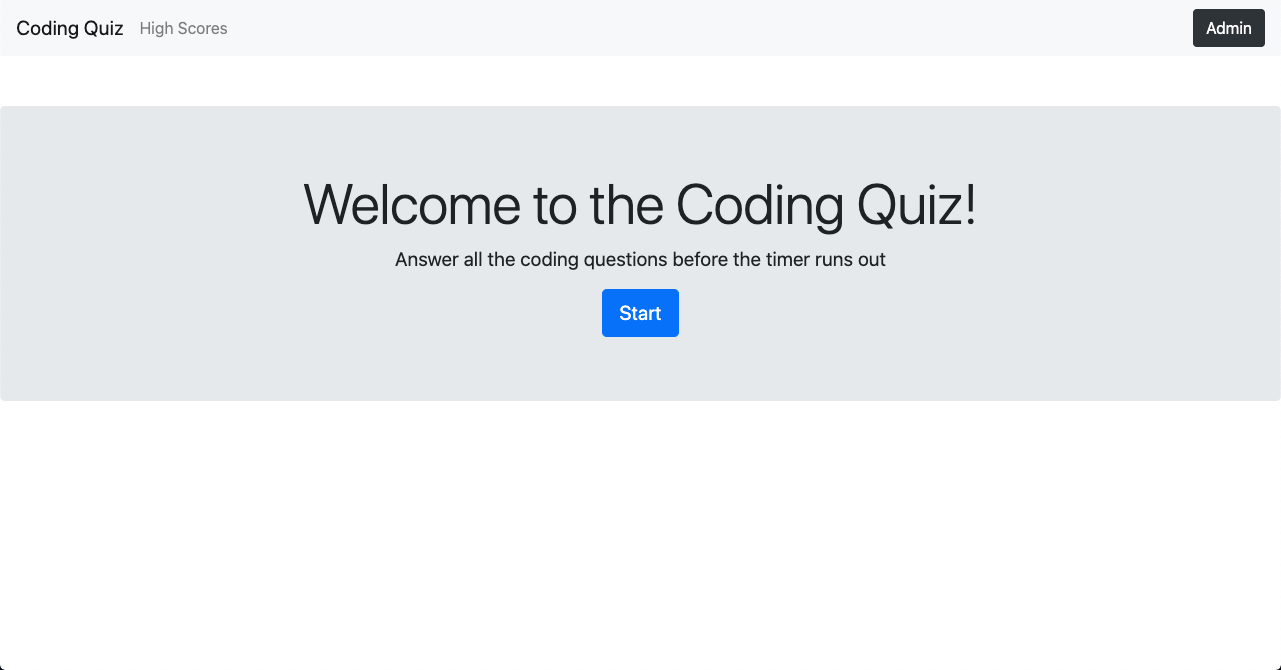 Coding Quiz High Scores Admin
Welcome to the Coding Quiz!
Answer all the coding questions before the timer runs out
Start